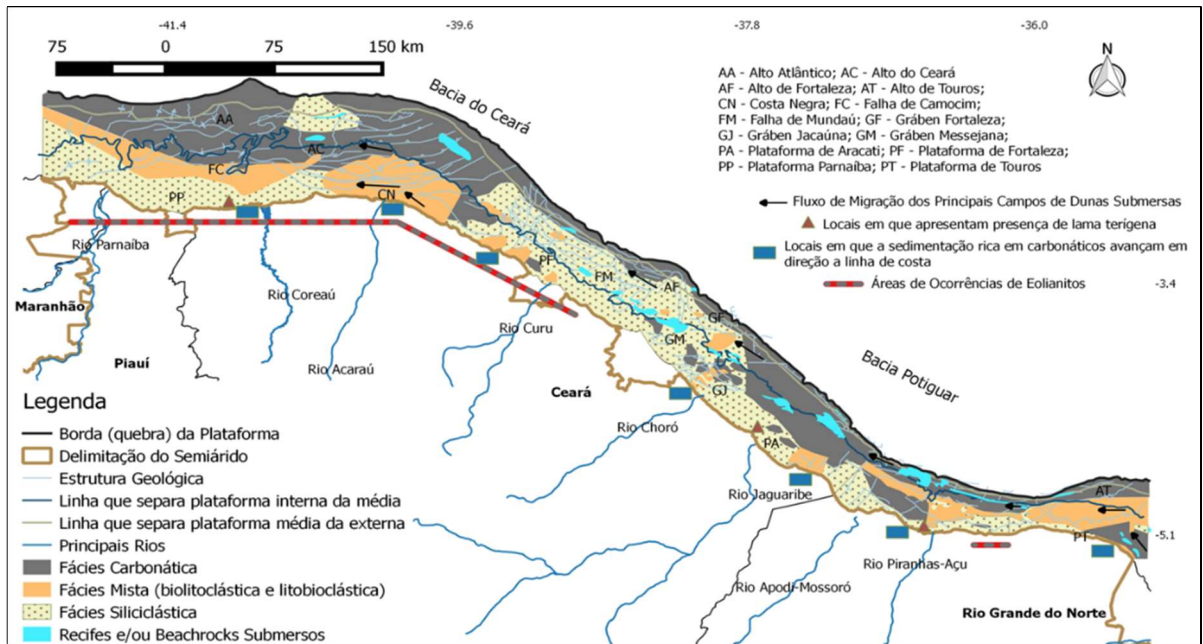 -41.4
-39.6
-37.8
-36.0
75
0
75
150 km
N
Bacia do Ceará
AA - Alto Atlântico; AC - Alto do Ceará
AF - Alto de Fortaleza; AT - Alto de Touros;
CN - Costa Negra; FC - Falha de Camocim;
FM - Falha de Mundaú; GF - Gráben Fortaleza;
GJ - Gráben Jacaúna; GM - Gráben Messejana;
PA - Plataforma de Aracati; PF - Plataforma de Fortaleza;
PP - Plataforma Parnaíba; PT - Plataforma de Touros
Fluxo de Migração dos Principais Campos de Dunas Submersas
Locais em que apresentam presença de lama terígena
Locais em que a sedimentação rica em carbonáticos avançam em
direção a linha de costa
Áreas de Ocorrências de Eolianitos
-3.4
AA
AC
FC
PP
CN
PF
FM
AF
GF
GM
GJ
PA
AT
PT
Bacia Potiguar
-5.1
Rio Parnaíba
Maranhão
Piauí
Rio Coreaú
Rio Acaraú
Rio Curu
Ceará
Rio Choró
Rio Jaguaribe
Rio Apodi-Mossoró
Rio Piranhas-Açu
Rio Grande do Norte
Legenda
Borda (quebra) da Plataforma
Delimitação do Semiárido
Estrutura Geológica
Linha que separa plataforma interna da média
Linha que separa plataforma média da externa
Principais Rios
Fácies Carbonática
Fácies Mista (biolitoclástica e litobioclástica)
Fácies Siliciclástica
Recifes e/ou Beachrocks Submersos